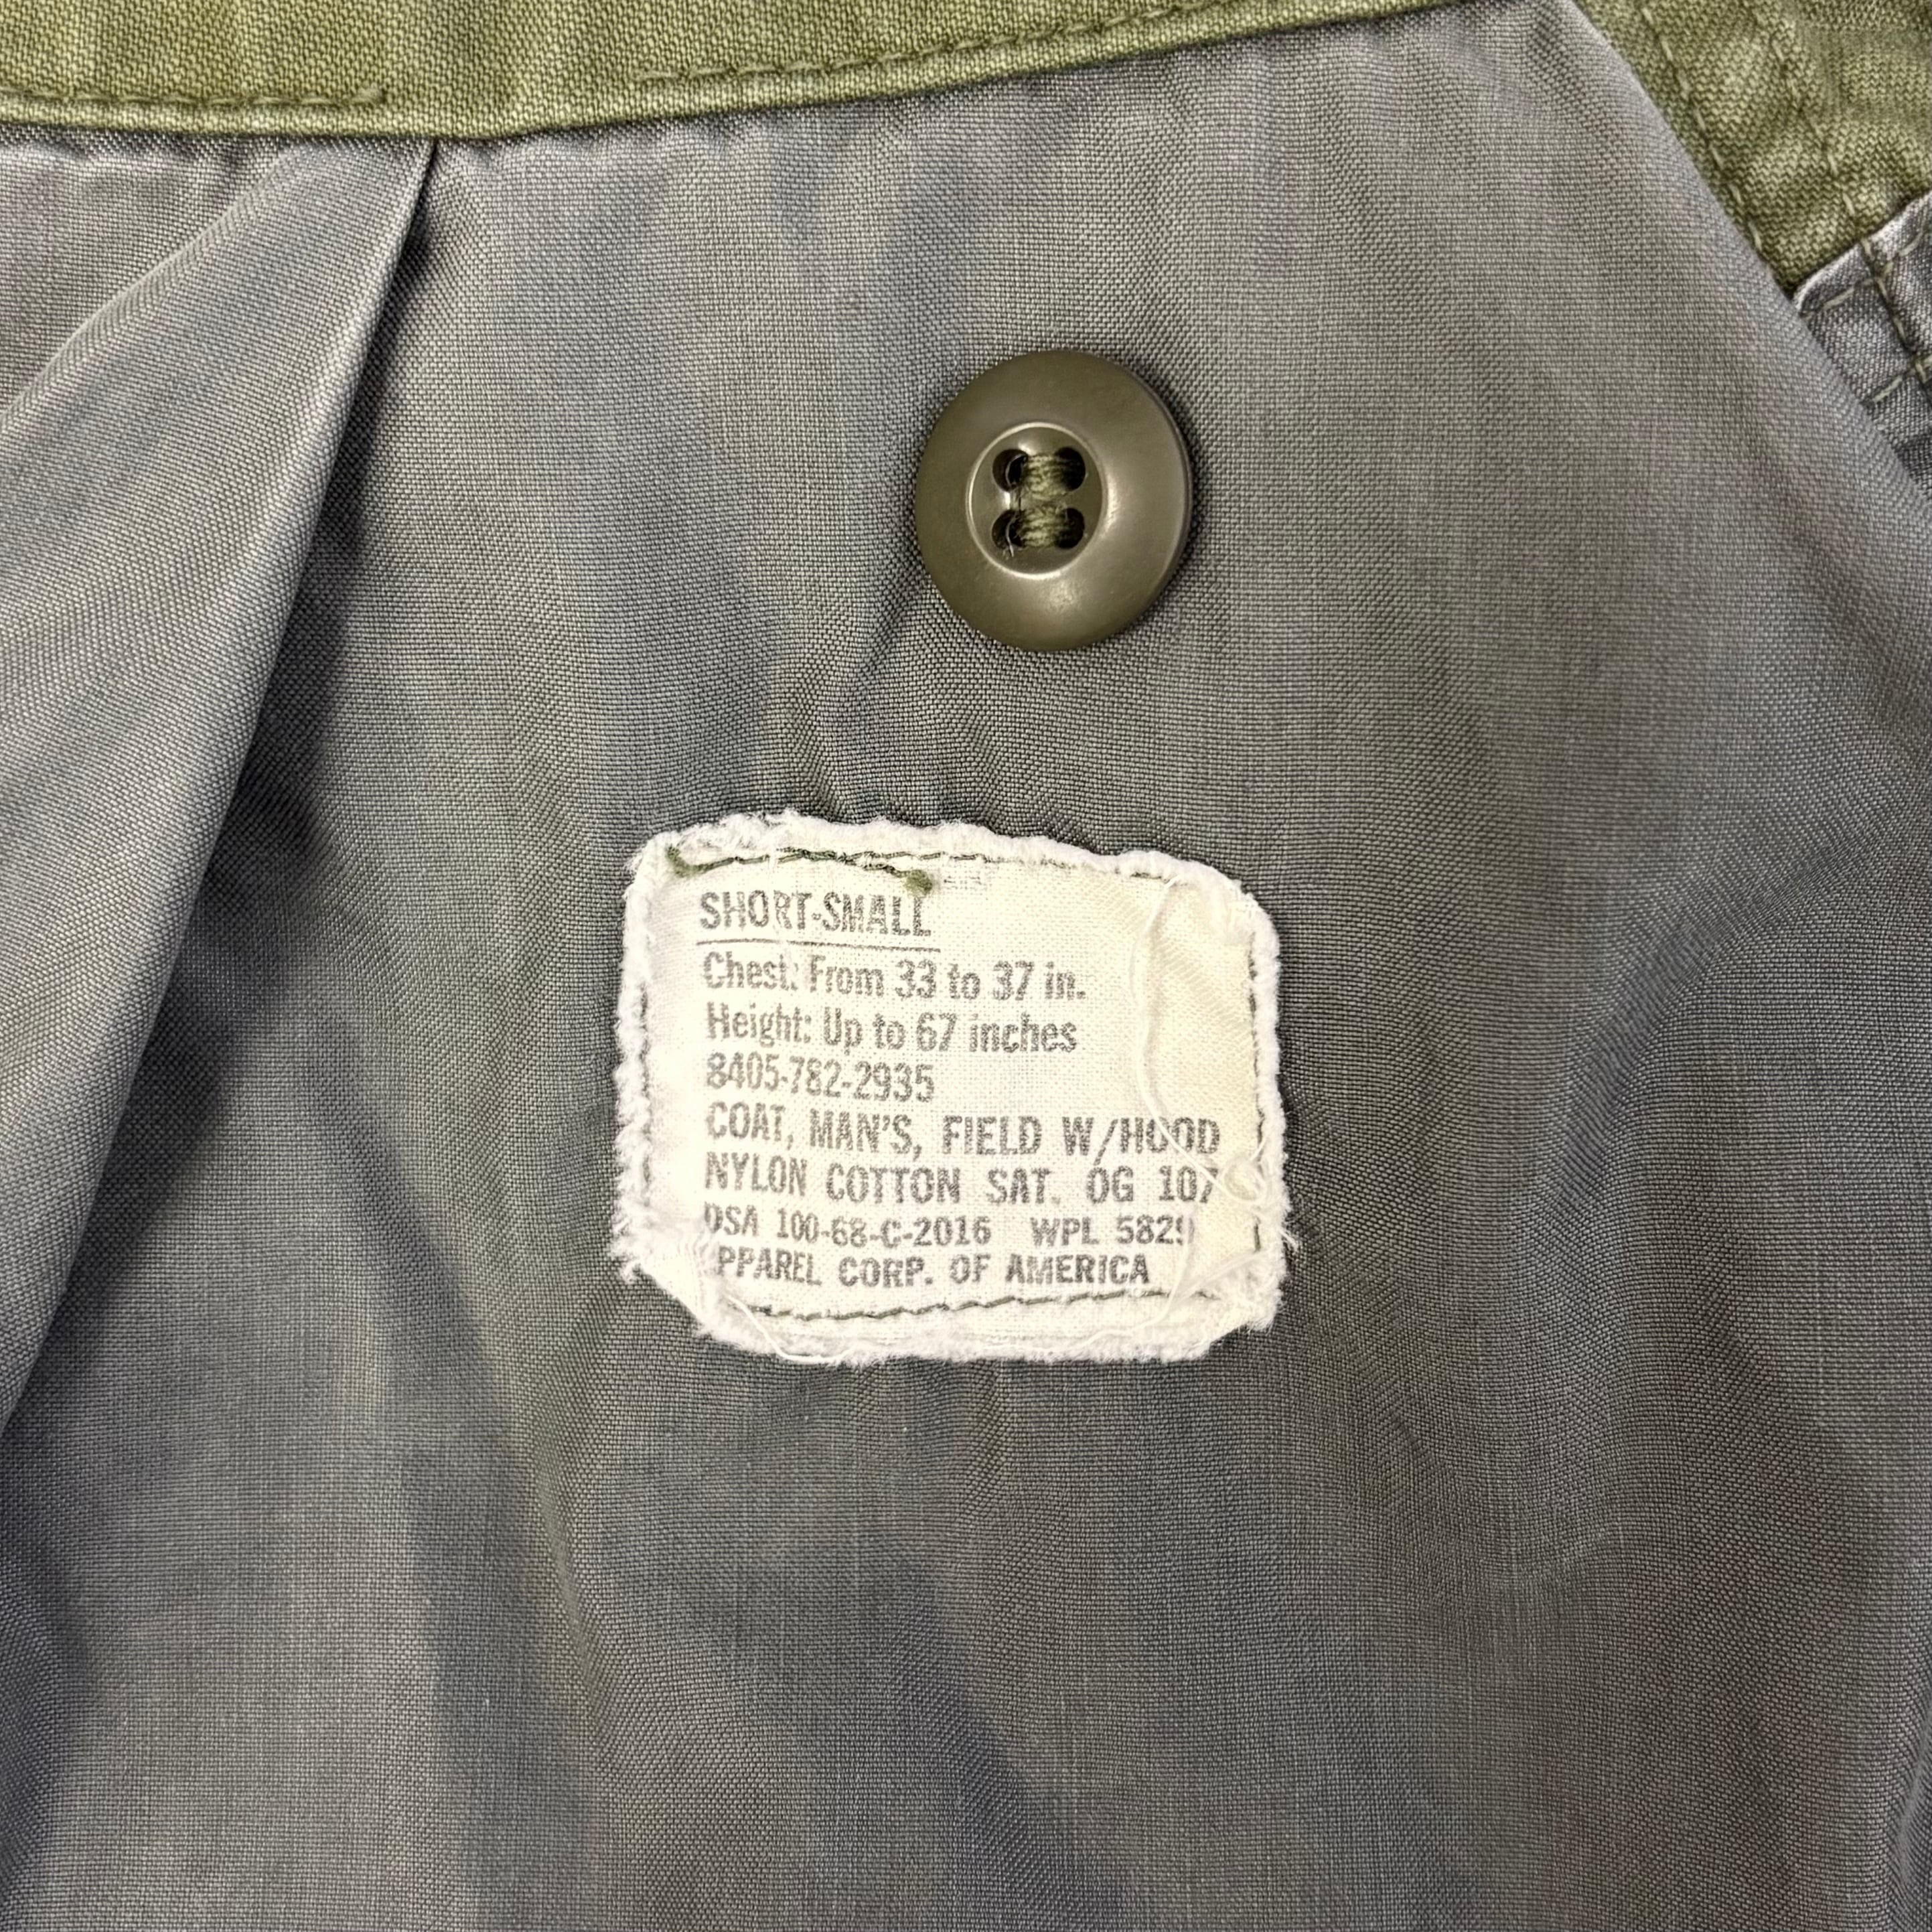 SHORT-SMALL
Chest: From 33 to 37 in.
Height: Up to 67 inches
8405-782-2935
COAT, MAN'S, FIELD W/HOOD
NYLON COTTON SAT. OG 107
DSA 100-68-C-2016 WPL 5829
PPAREL CORP. OF AMERICA